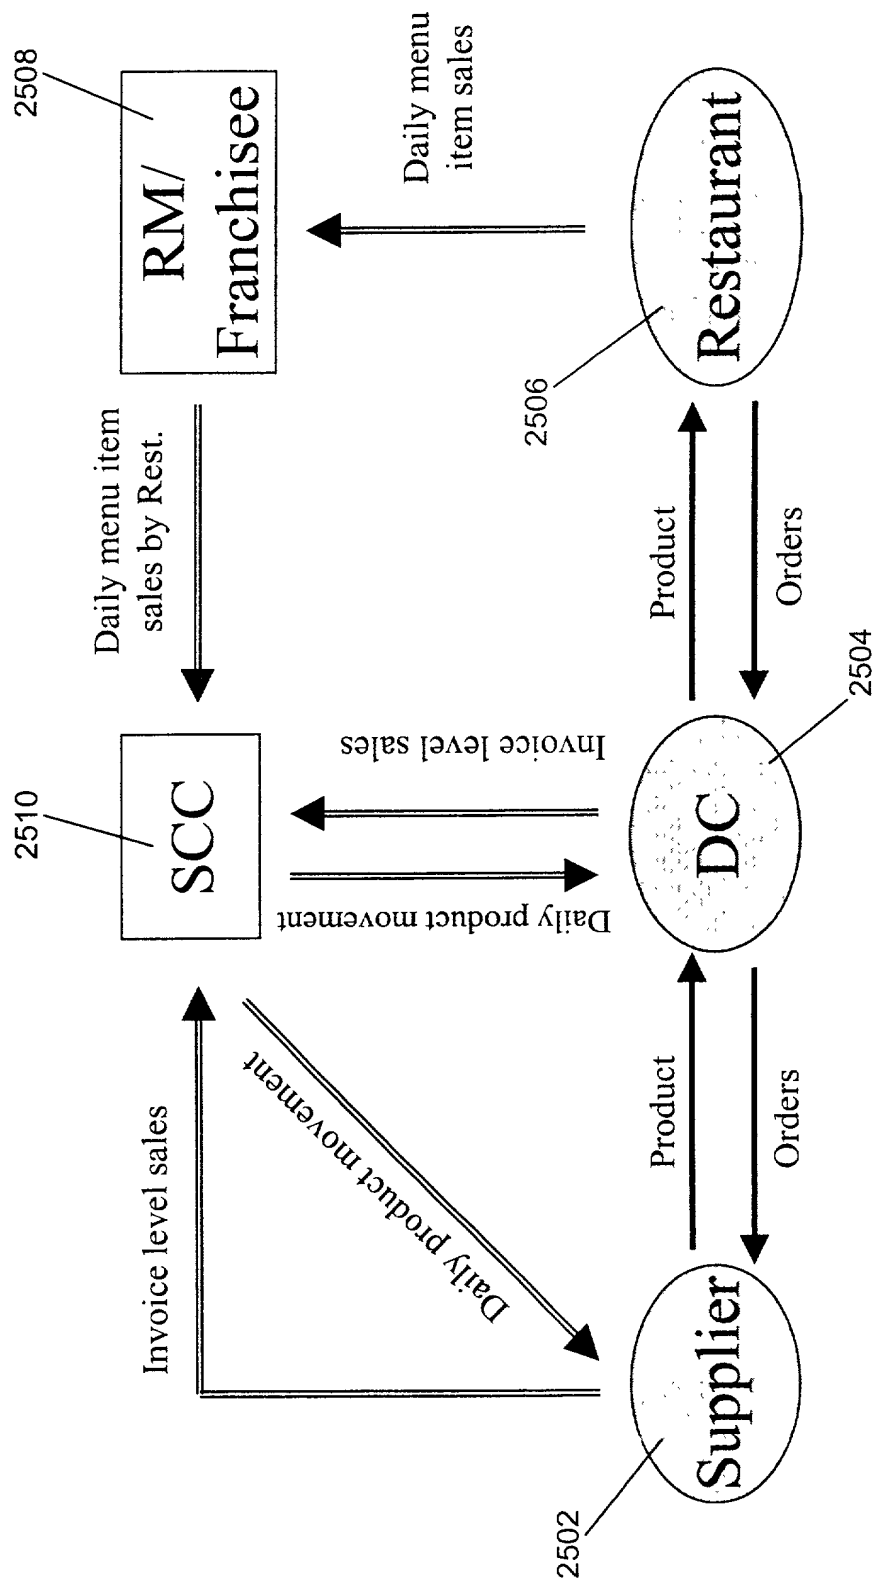 2510
2508
SCC
RM/
Franchisee
Daily menu item
sales by Rest.
Invoice level sales
Daily product movement
Daily product movement
Invoice level sales
Daily menu
item sales
2502
Supplier
Product
Orders
DC
2504
Product
Orders
2506
Restaurant